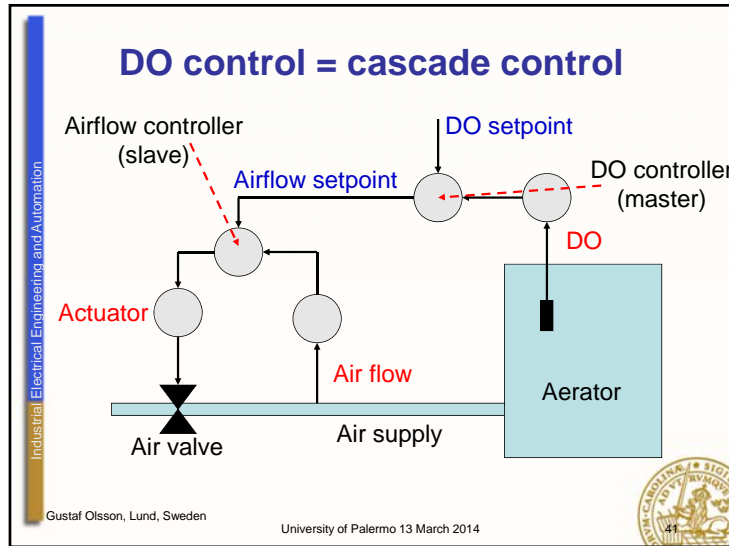 DO control = cascade control
Airflow controller
(slave)
DO setpoint
Airflow setpoint
DO controller
(master)
DO
Actuator
Air flow
Aerator
Air valve
Air supply
Industrial Electrical Engineering and Automation
Gustaf Olsson, Lund, Sweden
University of Palermo 13 March 2014
41